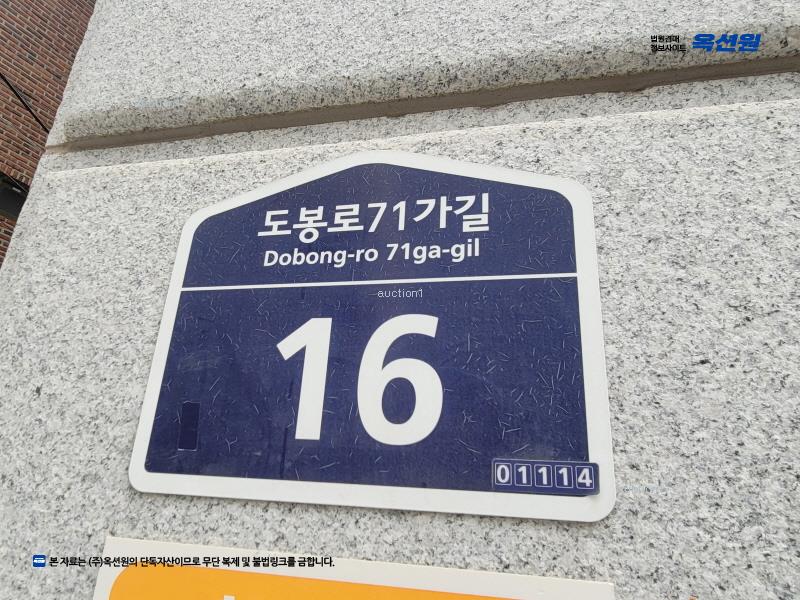 법원경매
정보사이트 옥션원
도봉로71가길
Dobong-ro 71ga-gil
auction1
16
01114
본 자료는 (주)옥션원의 단독자산이므로 무단 복제 및 불법링크를 금합니다.